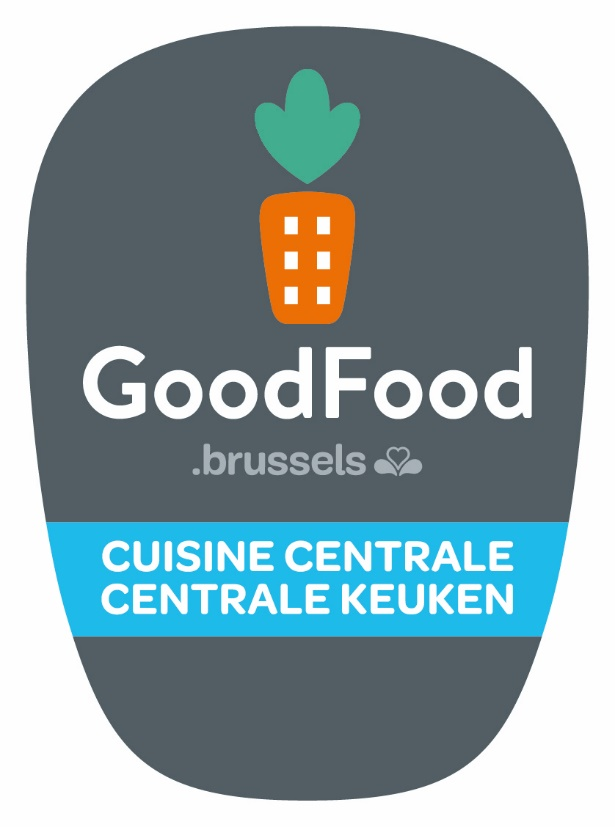 GoodFood
.brussels
CUISINE CENTRALE
CENTRALE KEUKEN